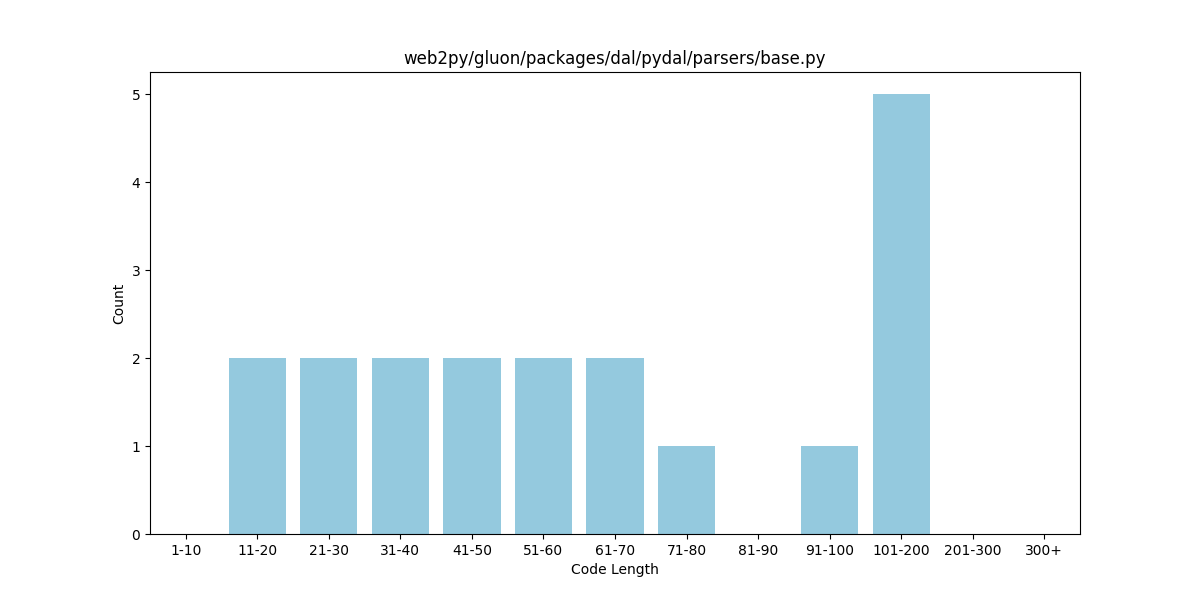 web2py/gluon/packages/dal/pydal/parsers/base.py
5
4
3
2
1
0
Count
1-10 11-20 21-30 31-40 41-50 51-60 61-70 71-80 81-90 91-100 101-200 201-300 300+
Code Length